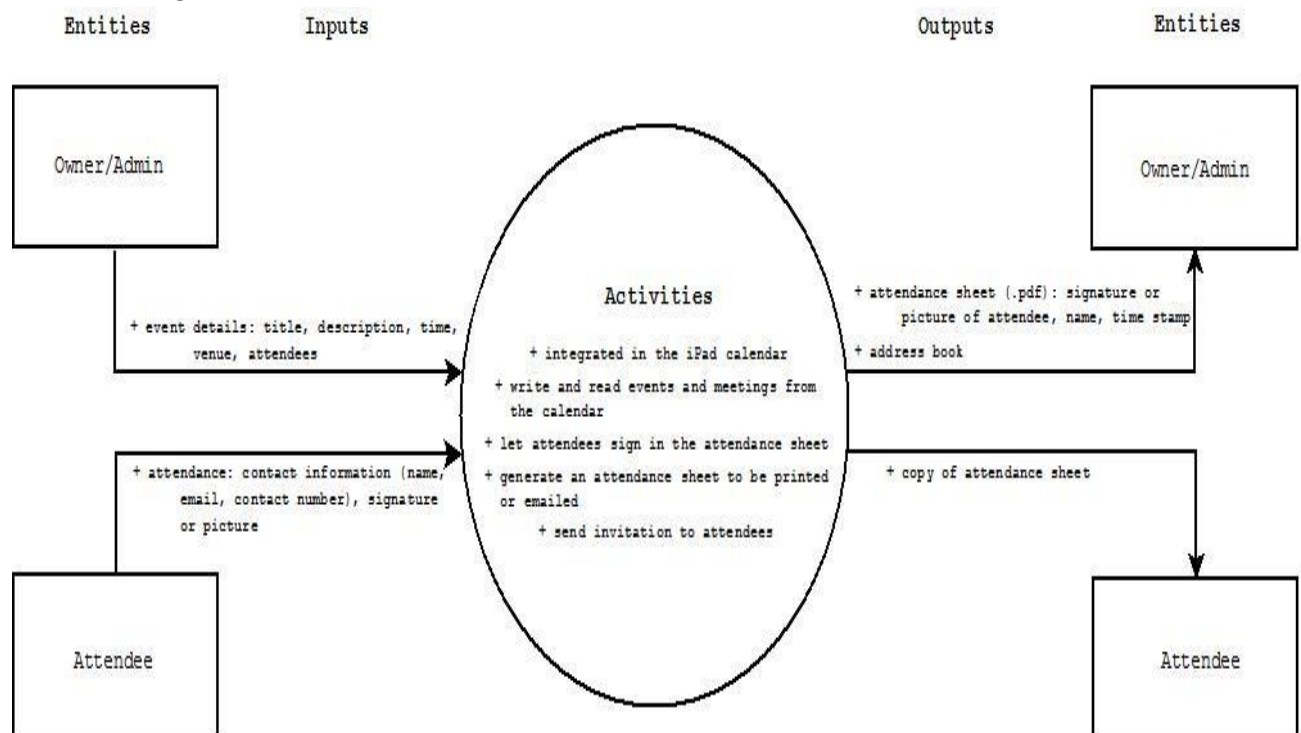 Entities Inputs Outputs Entities
Owner/Admin
Owner/Admin
+ event details: title, description, time,
venue, attendees
Activities
+ integrated in the iPad calendar
+ write and read events and meetings from
the calendar
+ let attendees sign in the attendance sheet
+ generate an attendance sheet to be printed
or emailed
+ send invitation to attendees
+ attendance sheet (.pdf): signature or
picture of attendee, name, time stamp
+ address book
+ attendance: contact information (name,
email, contact number), signature
or picture
+ copy of attendance sheet
Attendee
Attendee